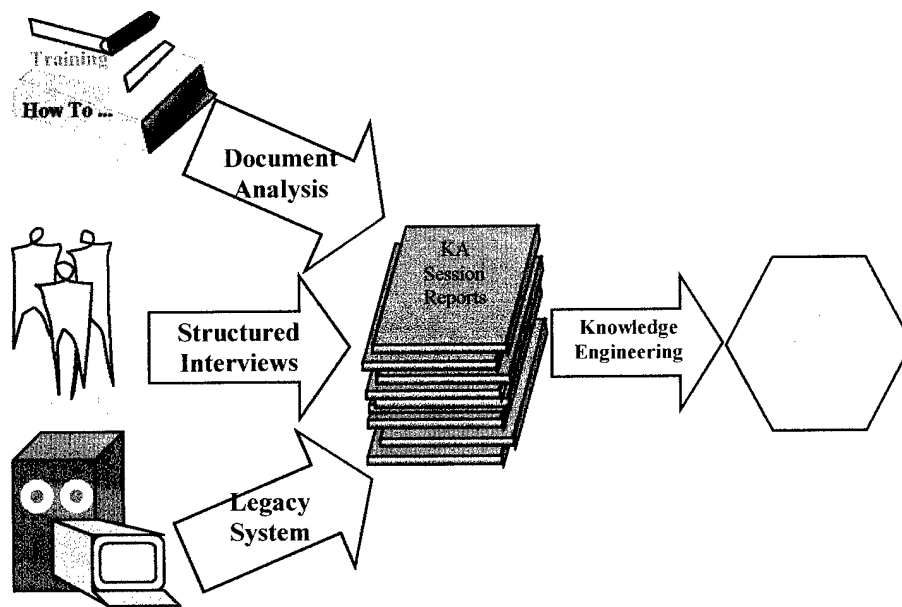 Training
How To ...
Document
Analysis
KA
Session
Reports
Structured
Interviews
Knowledge
Engineering
Legacy
System